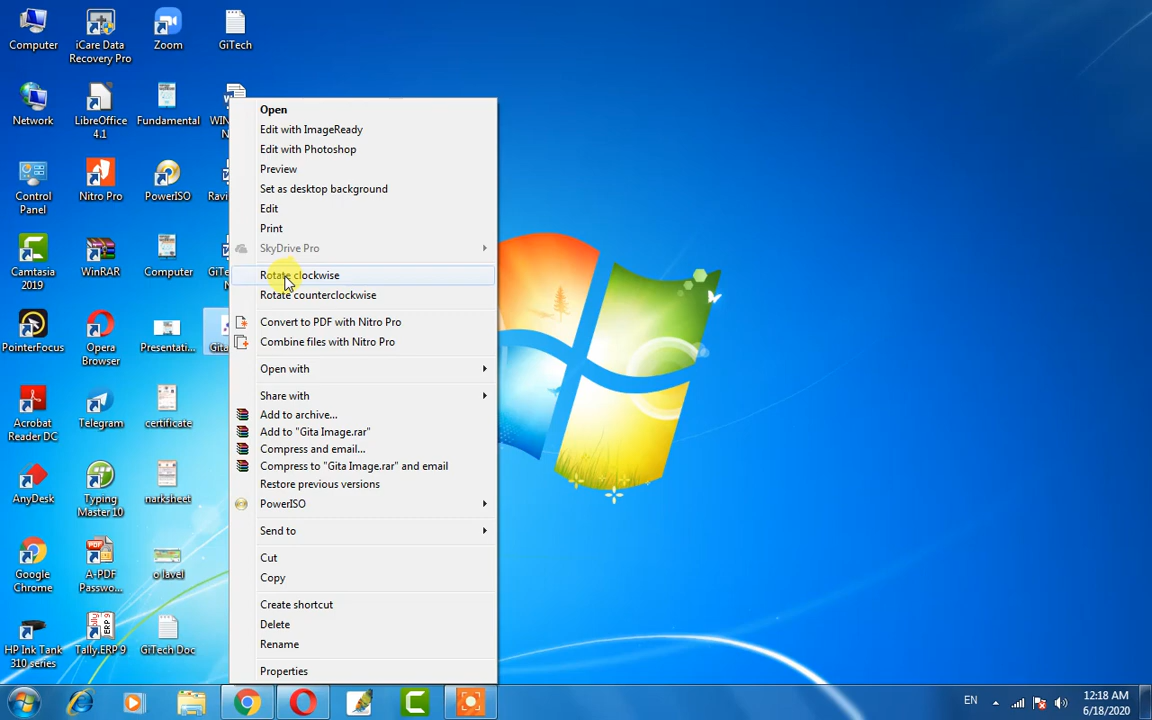 Computer
iCare Data
Recovery Pro
Zoom
GiTech
Network
LibreOffice
4.1
Fundamental
Control
Panel
Nitro Pro
PowerISO
Camtasia
2019
WinRAR
Computer
PointerFocus
Opera
Browser
Presentati...
Acrobat
Reader DC
Telegram
certificate
AnyDesk
Typing
Master 10
narksheet
Google
Chrome
A-PDF
Passwo...
o lavel
HP Ink Tank
310 series
Tally.ERP 9
GiTech Doc
Open
Edit with ImageReady
Edit with Photoshop
Preview
Set as desktop background
Edit
Print
SkyDrive Pro
Rotate clockwise
Rotate counterclockwise
Convert to PDF with Nitro Pro
Combine files with Nitro Pro
Open with
Share with
Add to archive...
Add to "Gita Image.rar"
Compress and email...
Compress to "Gita Image.rar" and email
Restore previous versions
PowerISO
Send to
Cut
Copy
Create shortcut
Delete
Rename
Properties
EN
12:18 AM
6/18/2020